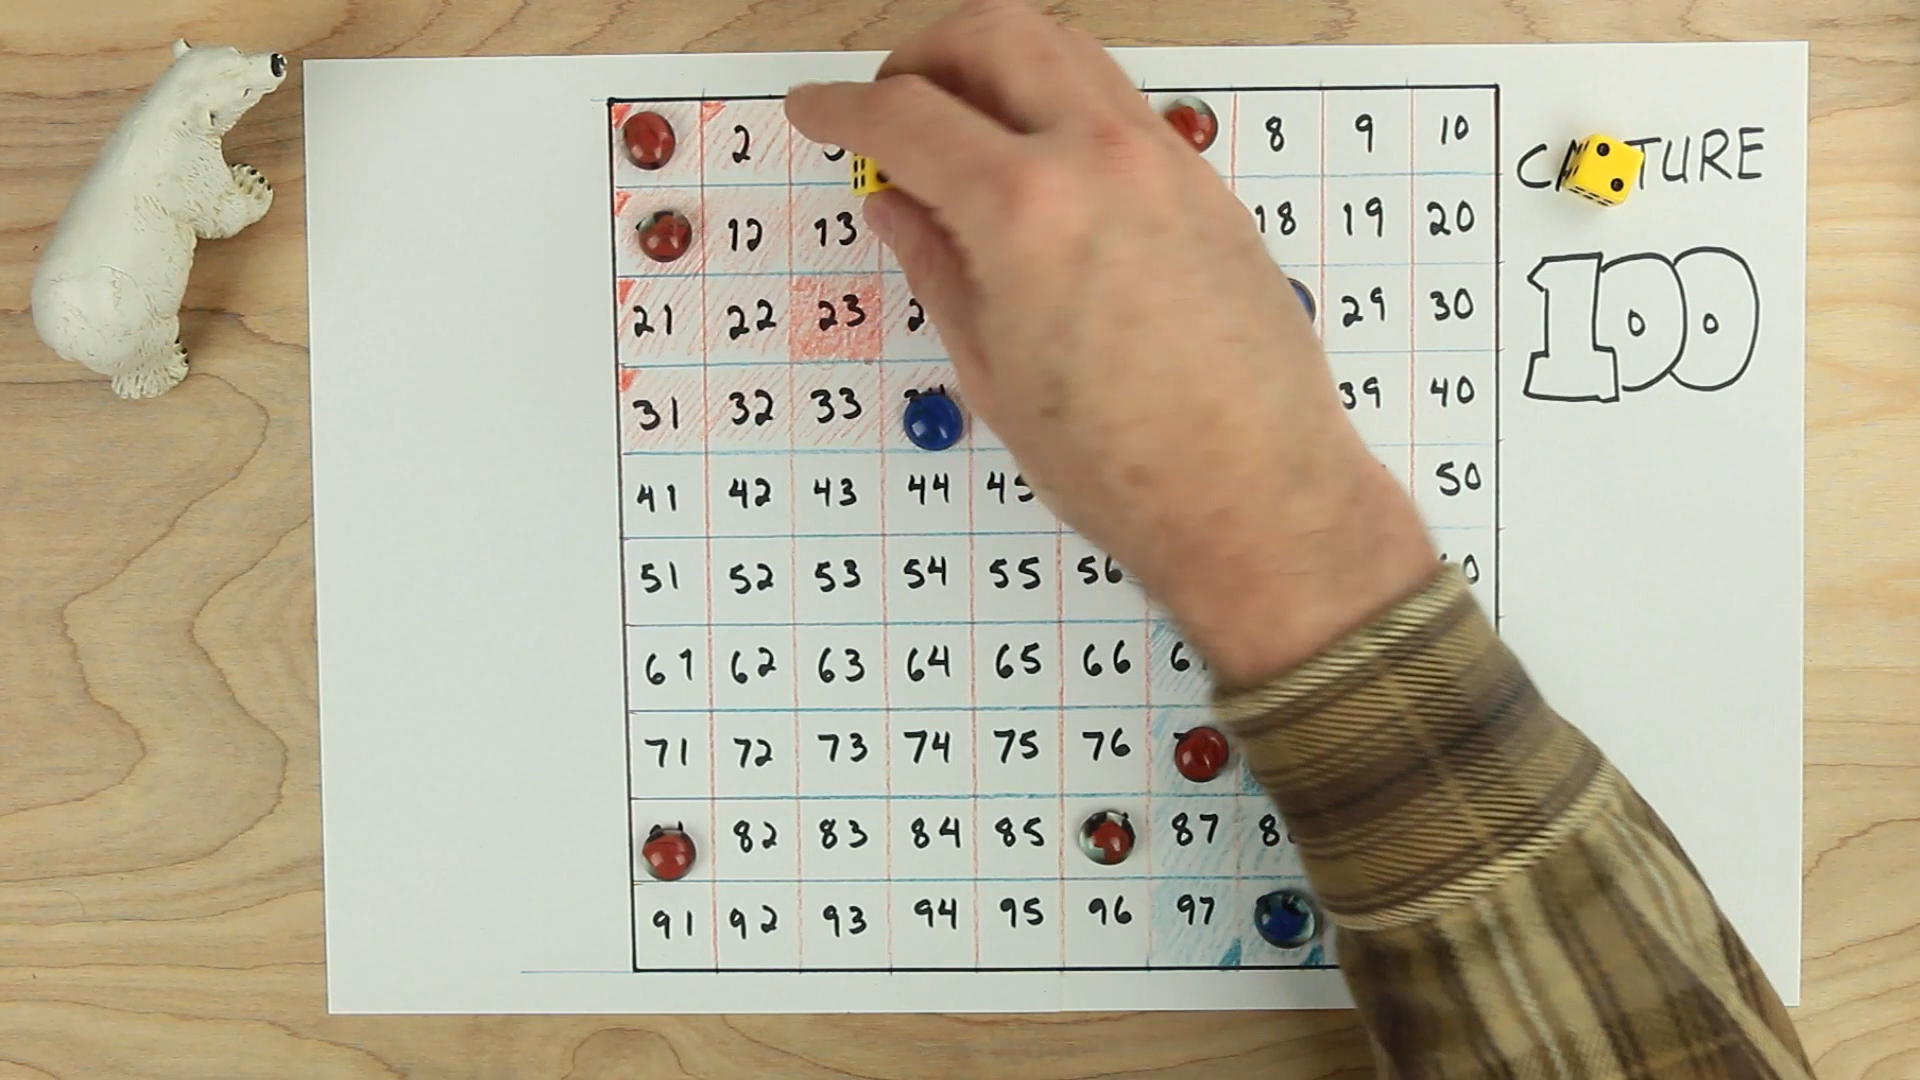 2 8 9 10
12 13 18 19 20
21 22 23 29 30
31 32 33 39 40
41 42 43 44 45 50
51 52 53 54 55 56
61 62 63 64 65 66
71 72 73 74 75 76
82 83 84 85 87
91 92 93 94 95 96 97
100